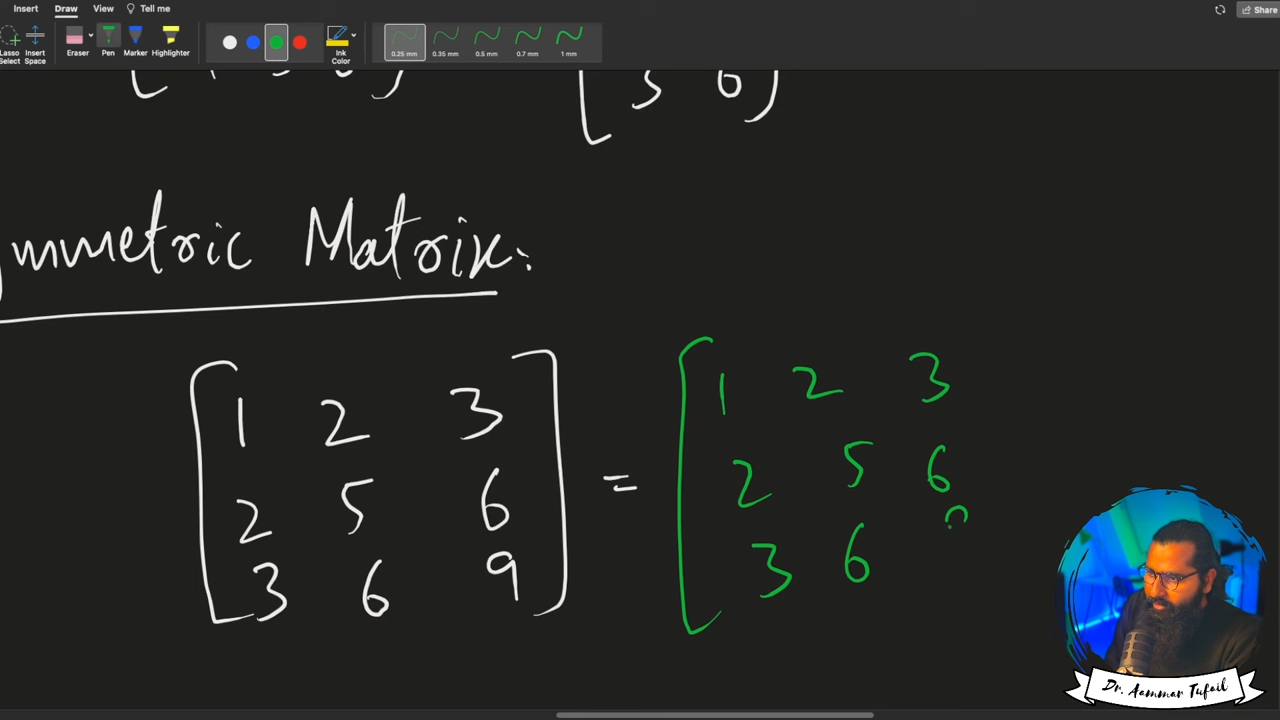 Insert Draw View Tell me Share
Lasso Select Insert Space Eraser Pen Marker Highlighter Ink Color 0.25 mm 0.35 mm 0.5 mm 0.7 mm 1 mm
3 6
Matrix:
1 2 3 1 2 3
2 5 6 = 2 5 6
3 6 9 3 6
Dr. Aammar Tufail